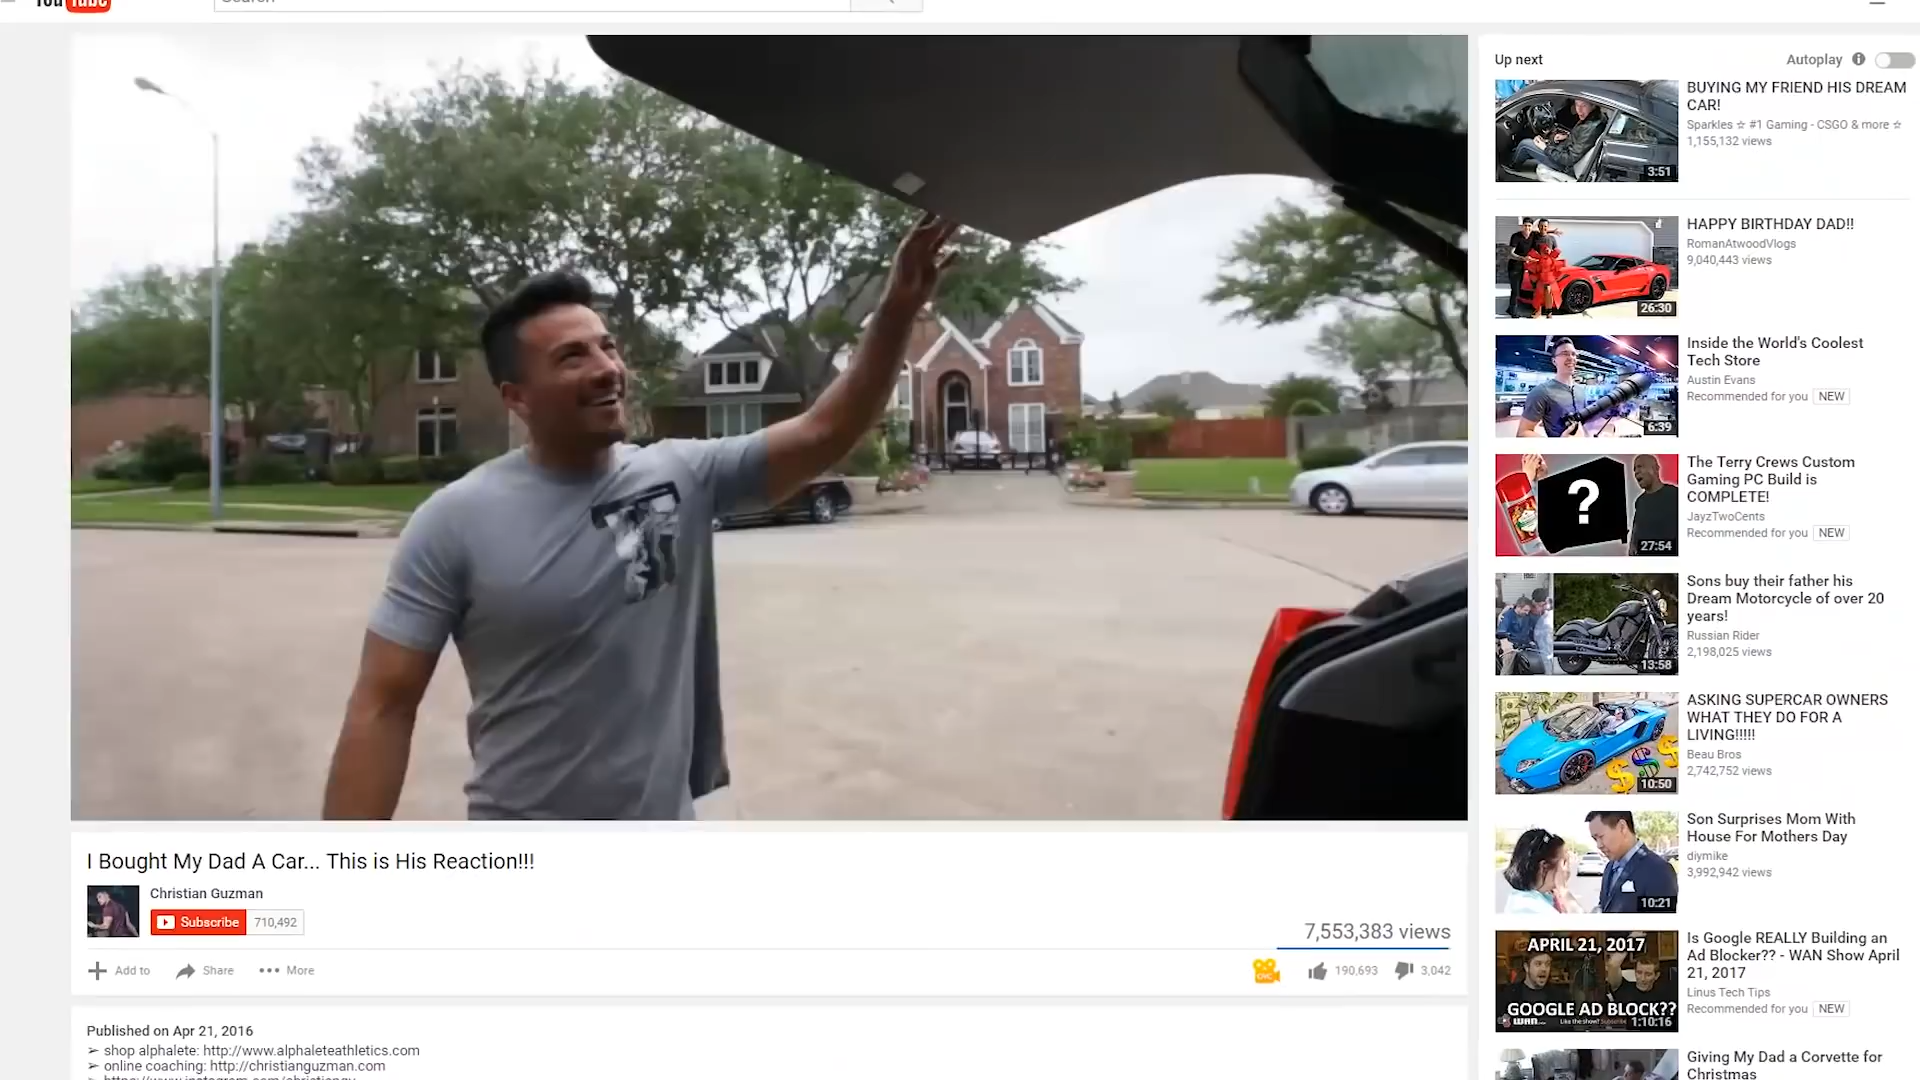 You Tube
Search
I Bought My Dad A Car... This is His Reaction!!!
Christian Guzman
Subscribe 710,492
7,553,383 views
Add to Share More
190,693 3,042
Published on Apr 21, 2016
➢ shop alphalete: http://www.alphaleteathletics.com
➢ online coaching: http://christianguzman.com
Up next Autoplay
BUYING MY FRIEND HIS DREAM
CAR!
Sparkles ☆ #1 Gaming - CSGO & more ☆
1,155,132 views
3:51
HAPPY BIRTHDAY DAD!!
RomanAtwoodVlogs
9,040,443 views
26:30
Inside the World's Coolest
Tech Store
Austin Evans
Recommended for you NEW
6:39
The Terry Crews Custom
Gaming PC Build is
COMPLETE!
JayzTwoCents
Recommended for you NEW
?
27:54
Sons buy their father his
Dream Motorcycle of over 20
years!
Russian Rider
2,198,025 views
13:58
ASKING SUPERCAR OWNERS
WHAT THEY DO FOR A
LIVING!!!!!
Beau Bros
2,742,752 views
$$$
10:50
Son Surprises Mom With
House For Mothers Day
diymike
3,992,942 views
10:21
Is Google REALLY Building an
Ad Blocker?? - WAN Show April
21, 2017
Linus Tech Tips
Recommended for you NEW
APRIL 21, 2017
GOOGLE AD BLOCK??
1:10:16
Giving My Dad a Corvette for
Christmas